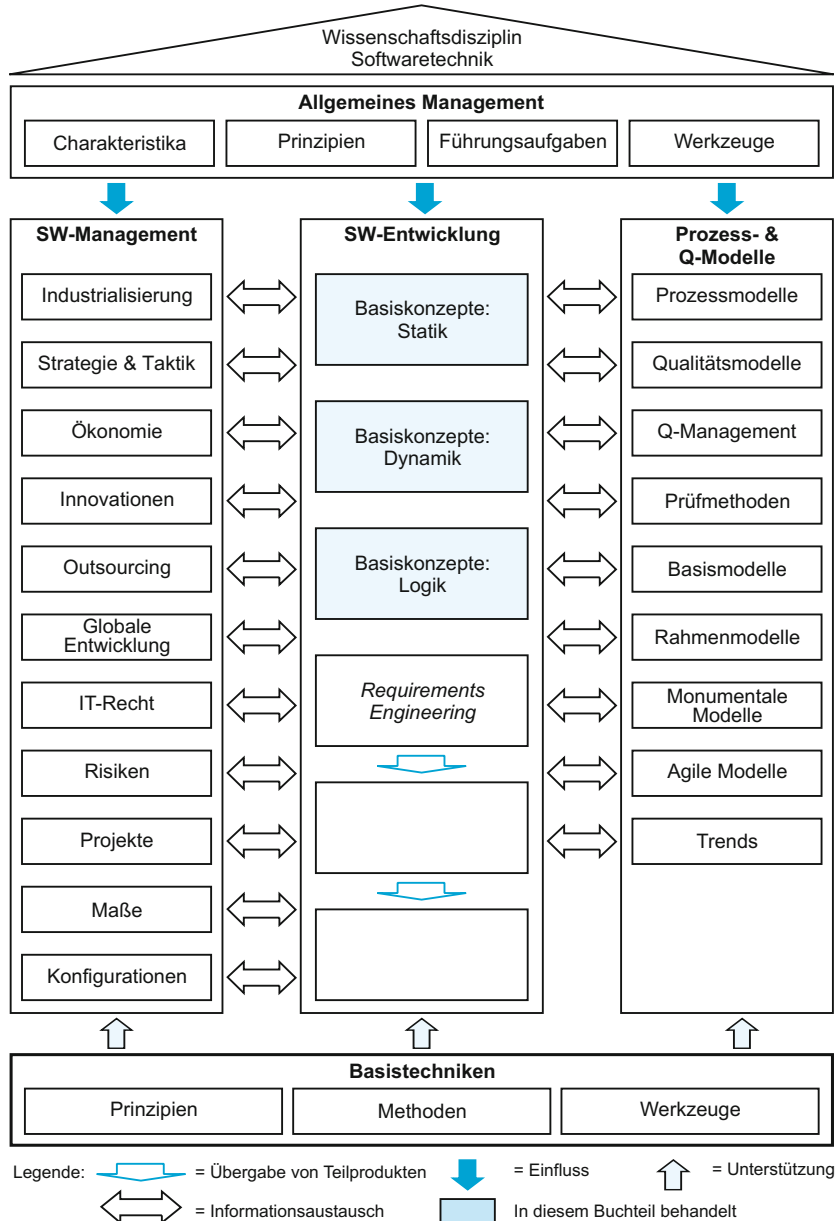 Wissenschaftsdisziplin
Softwaretechnik
Allgemeines Management
Charakteristika
Prinzipien
Führungsaufgaben
Werkzeuge
SW-Management
Industrialisierung
Strategie & Taktik
Ökonomie
Innovationen
Outsourcing
Globale
Entwicklung
IT-Recht
Risiken
Projekte
Maße
Konfigurationen
SW-Entwicklung
Basiskonzepte:
Statik
Basiskonzepte:
Dynamik
Basiskonzepte:
Logik
Requirements
Engineering
Prozess- &
Q-Modelle
Prozessmodelle
Qualitätsmodelle
Q-Management
Prüfmethoden
Basismodelle
Rahmenmodelle
Monumentale
Modelle
Agile Modelle
Trends
Basistechniken
Prinzipien
Methoden
Werkzeuge
Legende:
= Übergabe von Teilprodukten
= Einfluss
= Unterstützung
= Informationsaustausch
In diesem Buchteil behandelt